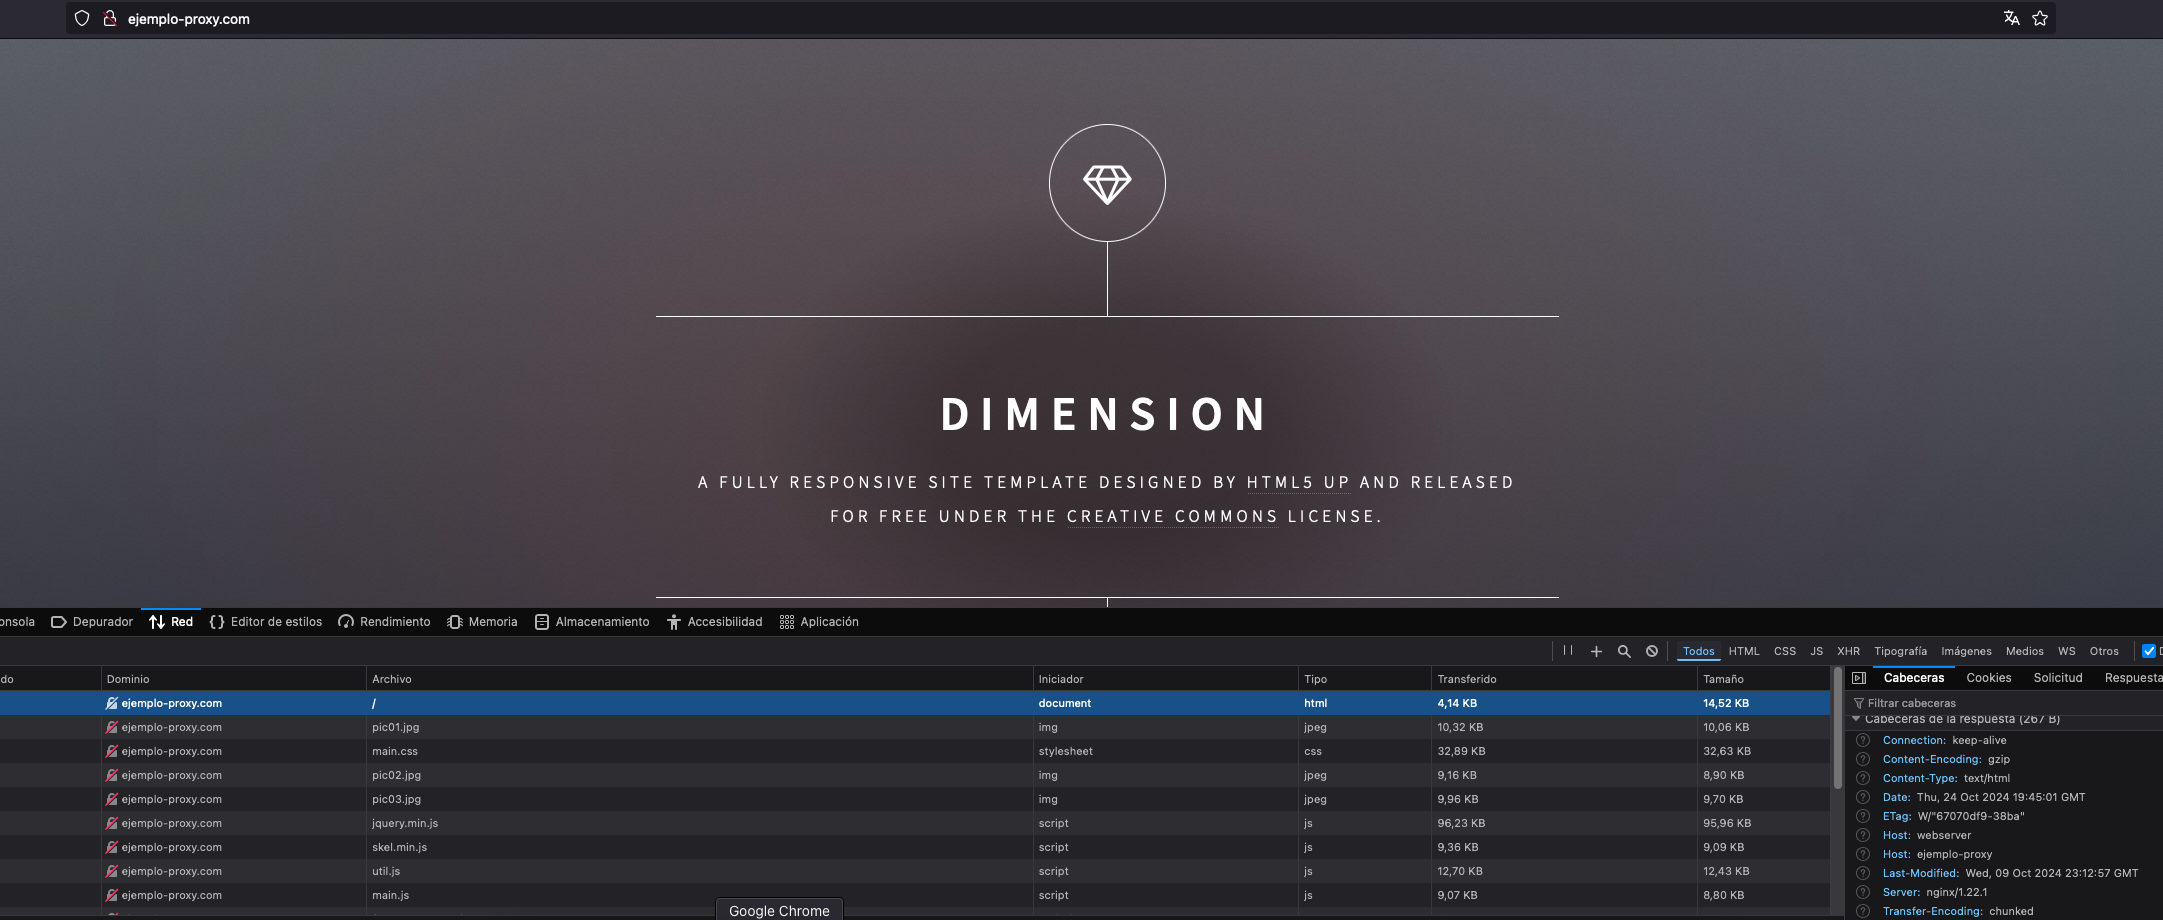 ejemplo-proxy.com
DIMENSION
A FULLY RESPONSIVE SITE TEMPLATE DESIGNED BY HTML5 UP AND RELEASED
FOR FREE UNDER THE CREATIVE COMMONS LICENSE.
onsola Depurador Red Editor de estilos Rendimiento Memoria Almacenamiento Accesibilidad Aplicación
Todos HTML CSS JS XHR Tipografía Imágenes Medios WS Otros D
do Dominio Archivo Iniciador Tipo Transferido Tamaño
ejemplo-proxy.com / document html 4,14 KB 14,52 KB
ejemplo-proxy.com pic01.jpg img jpeg 10,32 KB 10,06 KB
ejemplo-proxy.com main.css stylesheet css 32,89 KB 32,63 KB
ejemplo-proxy.com pic02.jpg img jpeg 9,16 KB 8,90 KB
ejemplo-proxy.com pic03.jpg img jpeg 9,96 KB 9,70 KB
ejemplo-proxy.com jquery.min.js script js 96,23 KB 95,96 KB
ejemplo-proxy.com skel.min.js script js 9,36 KB 9,09 KB
ejemplo-proxy.com util.js script js 12,70 KB 12,43 KB
ejemplo-proxy.com main.js script js 9,07 KB 8,80 KB
Google Chrome
Cabeceras Cookies Solicitud Respuesta
Filtrar cabeceras
Cabeceras de la respuesta (267 B)
Connection: keep-alive
Content-Encoding: gzip
Content-Type: text/html
Date: Thu, 24 Oct 2024 19:45:01 GMT
ETag: W/"67070df9-38ba"
Host: webserver
Host: ejemplo-proxy
Last-Modified: Wed, 09 Oct 2024 23:12:57 GMT
Server: nginx/1.22.1
Transfer-Encoding: chunked